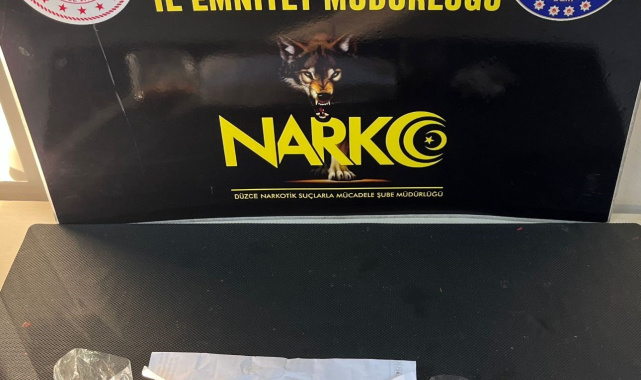 İL EMNİYET MÜDÜRLÜĞÜ
NARKO
DÜZCE NARKOTİK SUÇLARLA MÜCADELE ŞUBE MÜDÜRLÜĞÜ